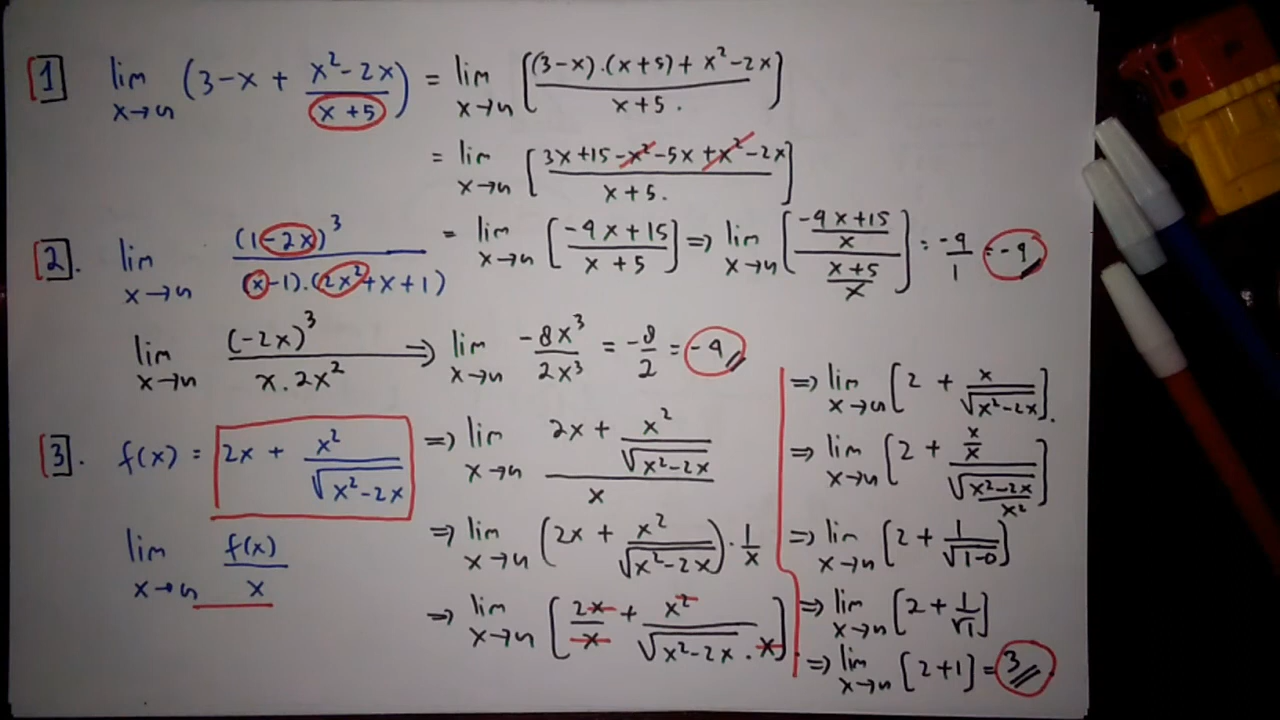 [1] lim x→∞ (3-x + (x²-2x)/(x+5)) = lim x→∞ [((3-x).(x+5) + x²-2x)/(x+5.)]
= lim x→∞ [(3x+15-x²-5x+x²-2x)/(x+5.)]
= lim x→∞ [(-4x+15)/(x+5)] ⇒ lim x→∞ [((-4x+15)/x)/((x+5)/x)] = -4/1 = -4
[2]. lim x→∞ (1-2x)³/((x-1).(2x²+x+1))
lim x→∞ (-2x)³/(x.2x²) ⇒ lim x→∞ -8x³/2x³ = -8/2 = -4
[3]. f(x) = 2x + x²/√(x²-2x)
lim x→∞ f(x)/x
⇒ lim x→∞ (2x + x²/√(x²-2x))/x
⇒ lim x→∞ (2x + x²/√(x²-2x)) . 1/x
⇒ lim x→∞ [2x/x + x²/(√(x²-2x) . x)]
⇒ lim x→∞ [2 + x/√(x²-2x)].
⇒ lim x→∞ [2 + (x/x)/√((x²-2x)/x²)]
⇒ lim x→∞ [2 + 1/√(1-0)]
⇒ lim x→∞ [2 + 1/√1]
⇒ lim x→∞ [2+1] = 3